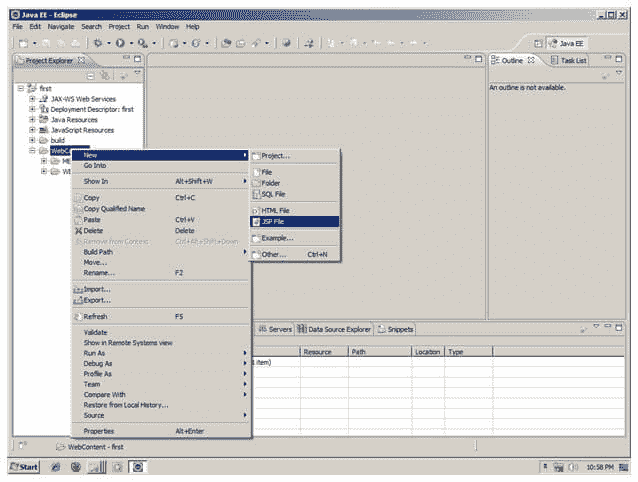 Java EE - Eclipse
File Edit Navigate Search Project Run Window Help
Java EE
Project Explorer
Outline Task List
An outline is not available.
first
JAX-WS Web Services
Deployment Descriptor: first
Java Resources
JavaScript Resources
build
WebCo
ME
WE
New
Go Into
Show In Alt+Shift+W
Copy Ctrl+C
Copy Qualified Name
Paste Ctrl+V
Delete Delete
Remove from Context Ctrl+Alt+Shift+Down
Build Path
Move...
Rename... F2
Import...
Export...
Refresh F5
Validate
Show in Remote Systems view
Run As
Debug As
Profile As
Team
Compare With
Restore from Local History...
Source
Properties Alt+Enter
Project...
File
Folder
SQL File
HTML File
JSP File
Example...
Other... Ctrl+N
Servers Data Source Explorer Snippets
Resource Path Location Type
item)
WebContent - first
Start
10:58 PM